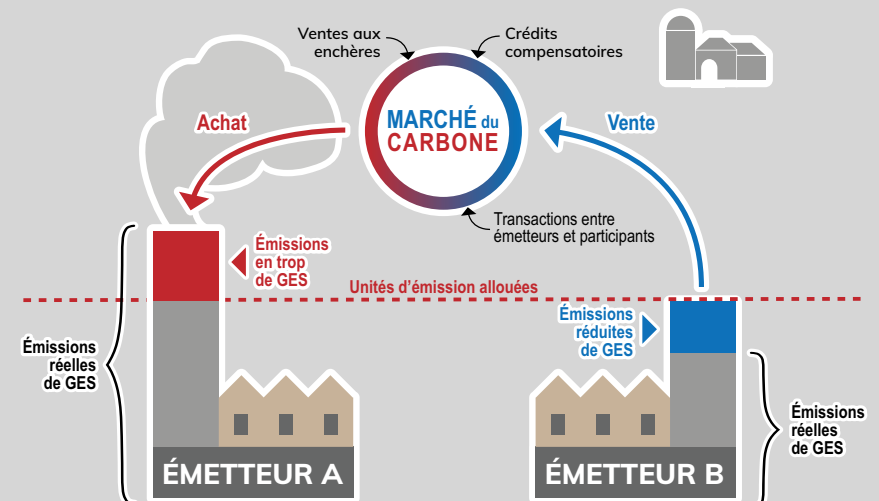 Ventes aux
enchères
Crédits
compensatoires
MARCHÉ du
CARBONE
Achat
Vente
Transactions entre
émetteurs et participants
Émissions
en trop
de GES
Unités d’émission allouées
Émissions
réduites
de GES
Émissions
réelles
de GES
Émissions
réelles
de GES
ÉMETTEUR A
ÉMETTEUR B